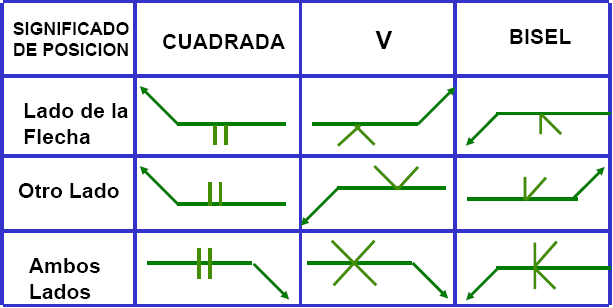 SIGNIFICADO
DE POSICION
CUADRADA
V
BISEL
Lado de la
Flecha
Otro Lado
Ambos
Lados